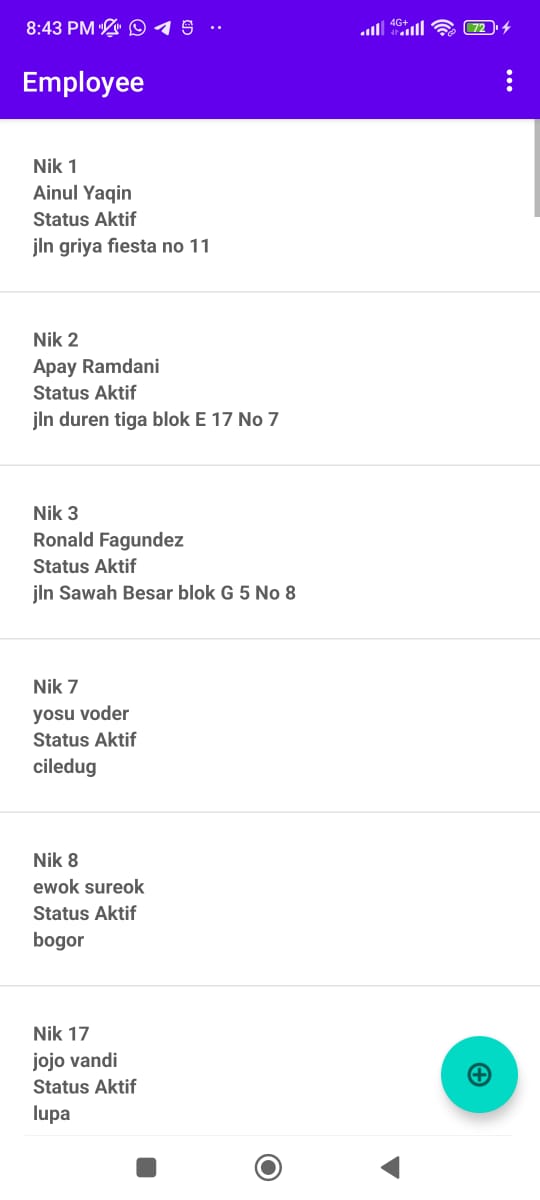 8:43 PM
4G+
72
Employee
Nik 1
Ainul Yaqin
Status Aktif
jln griya fiesta no 11
Nik 2
Apay Ramdani
Status Aktif
jln duren tiga blok E 17 No 7
Nik 3
Ronald Fagundez
Status Aktif
jln Sawah Besar blok G 5 No 8
Nik 7
yosu voder
Status Aktif
ciledug
Nik 8
ewok sureok
Status Aktif
bogor
Nik 17
jojo vandi
Status Aktif
lupa